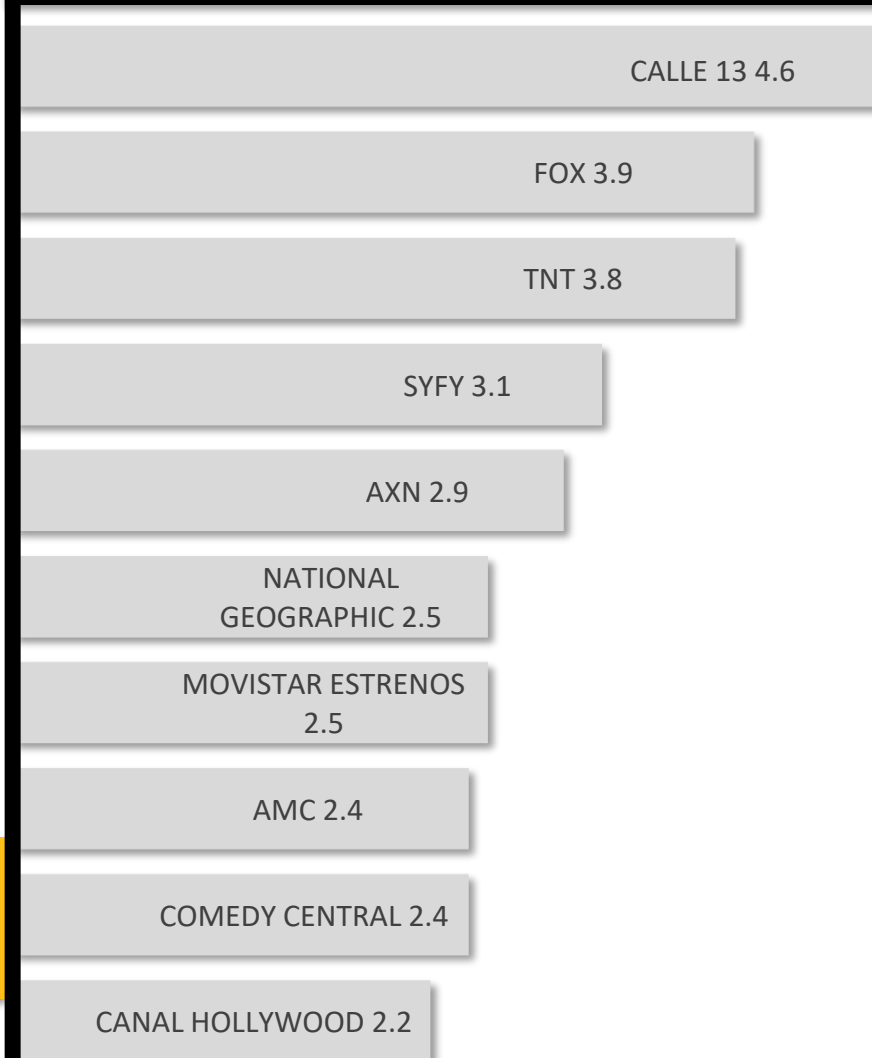 CALLE 13 4.6
FOX 3.9
TNT 3.8
SYFY 3.1
AXN 2.9
NATIONAL
GEOGRAPHIC 2.5
MOVISTAR ESTRENOS
2.5
AMC 2.4
COMEDY CENTRAL 2.4
CANAL HOLLYWOOD 2.2